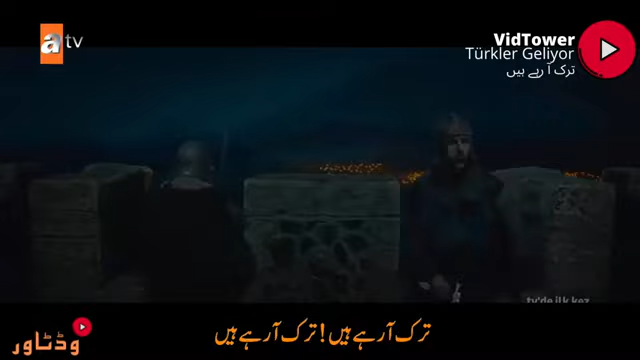 atv
VidTower
Türkler Geliyor
ترک آ رہے ہیں
tv'de ilk kez
وڈٹاور
ترک آرہے ہیں ! ترک آرہے ہیں